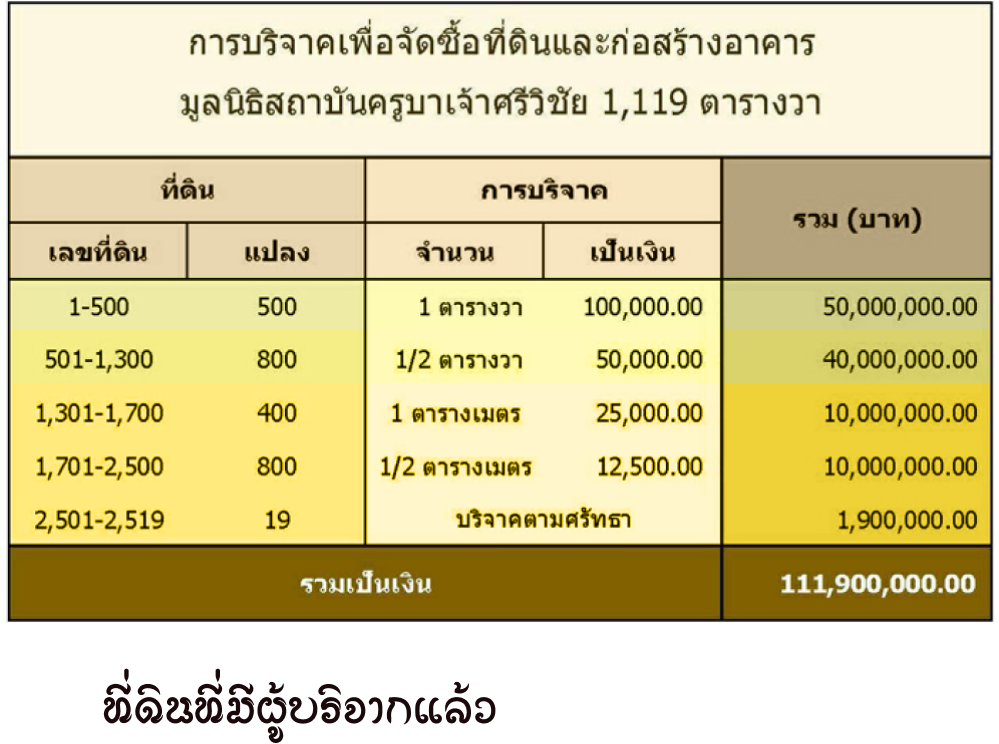 การบริจาคเพื่อจัดซื้อที่ดินและก่อสร้างอาคาร
มูลนิธิสถาบันครูบาเจ้าศรีวิชัย 1,119 ตารางวา
ที่ดิน การบริจาค รวม (บาท)
เลขที่ดิน แปลง จำนวน เป็นเงิน
1-500 500 1 ตารางวา 100,000.00 50,000,000.00
501-1,300 800 1/2 ตารางวา 50,000.00 40,000,000.00
1,301-1,700 400 1 ตารางเมตร 25,000.00 10,000,000.00
1,701-2,500 800 1/2 ตารางเมตร 12,500.00 10,000,000.00
2,501-2,519 19 บริจาคตามศรัทธา 1,900,000.00
รวมเป็นเงิน 111,900,000.00
ที่ดินที่มีผู้บริจาคแล้ว